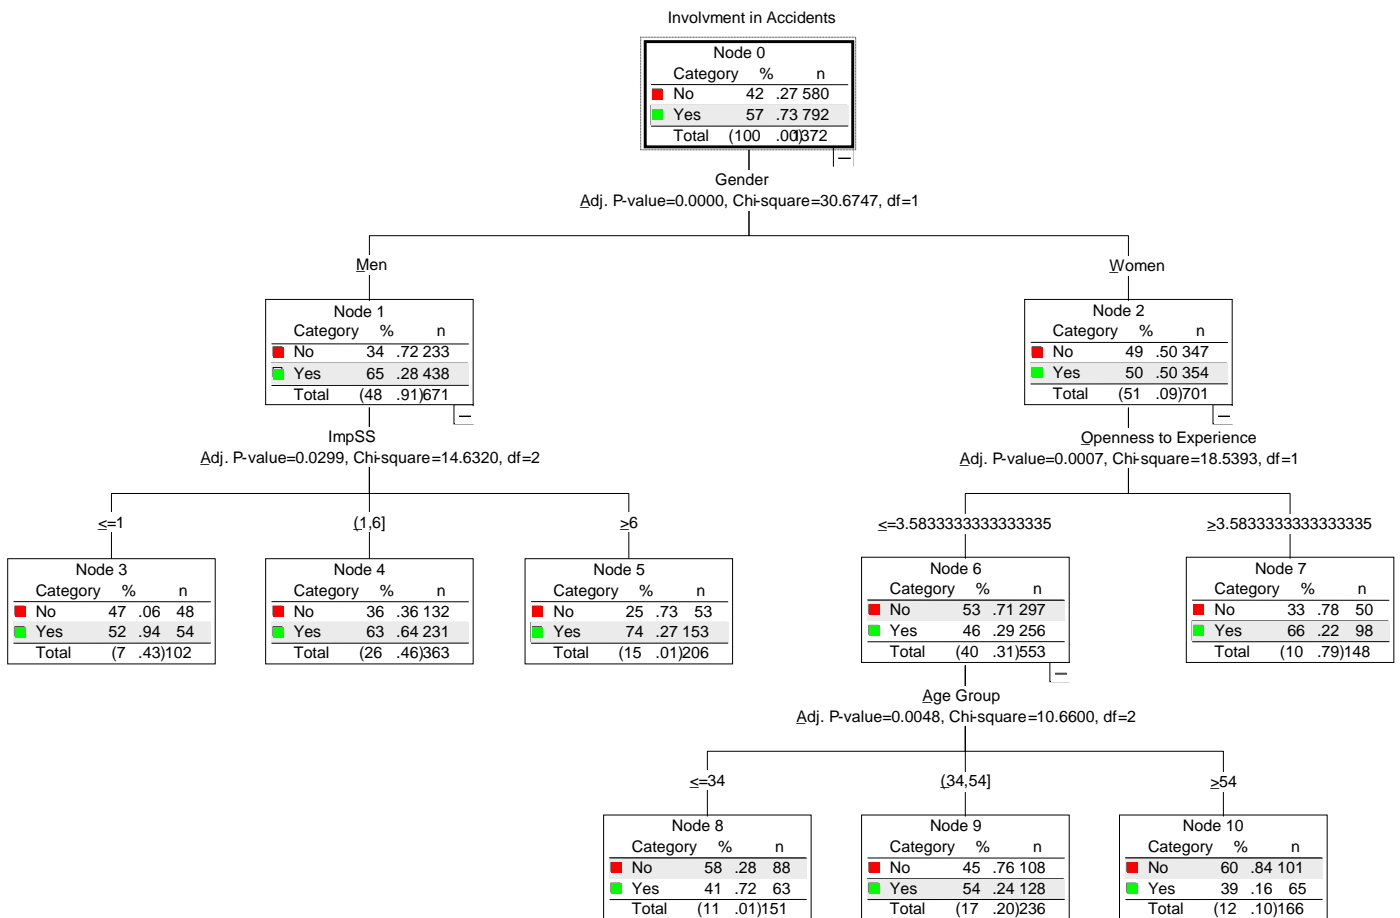 Involvment in Accidents
Node 0
Category % n
No 42 .27 580
Yes 57 .73 792
Total (100 .00)1372
Gender
Adj. P-value=0.0000, Chi-square=30.6747, df=1
Men
Women
Node 1
Category % n
No 34 .72 233
Yes 65 .28 438
Total (48 .91)671
Node 2
Category % n
No 49 .50 347
Yes 50 .50 354
Total (51 .09)701
ImpSS
Adj. P-value=0.0299, Chi-square=14.6320, df=2
Openness to Experience
Adj. P-value=0.0007, Chi-square=18.5393, df=1
<=1
(1,6]
>6
<=3.5833333333333335
>3.5833333333333335
Node 3
Category % n
No 47 .06 48
Yes 52 .94 54
Total (7 .43)102
Node 4
Category % n
No 36 .36 132
Yes 63 .64 231
Total (26 .46)363
Node 5
Category % n
No 25 .73 53
Yes 74 .27 153
Total (15 .01)206
Node 6
Category % n
No 53 .71 297
Yes 46 .29 256
Total (40 .31)553
Node 7
Category % n
No 33 .78 50
Yes 66 .22 98
Total (10 .79)148
Age Group
Adj. P-value=0.0048, Chi-square=10.6600, df=2
<=34
(34,54]
>54
Node 8
Category % n
No 58 .28 88
Yes 41 .72 63
Total (11 .01)151
Node 9
Category % n
No 45 .76 108
Yes 54 .24 128
Total (17 .20)236
Node 10
Category % n
No 60 .84 101
Yes 39 .16 65
Total (12 .10)166